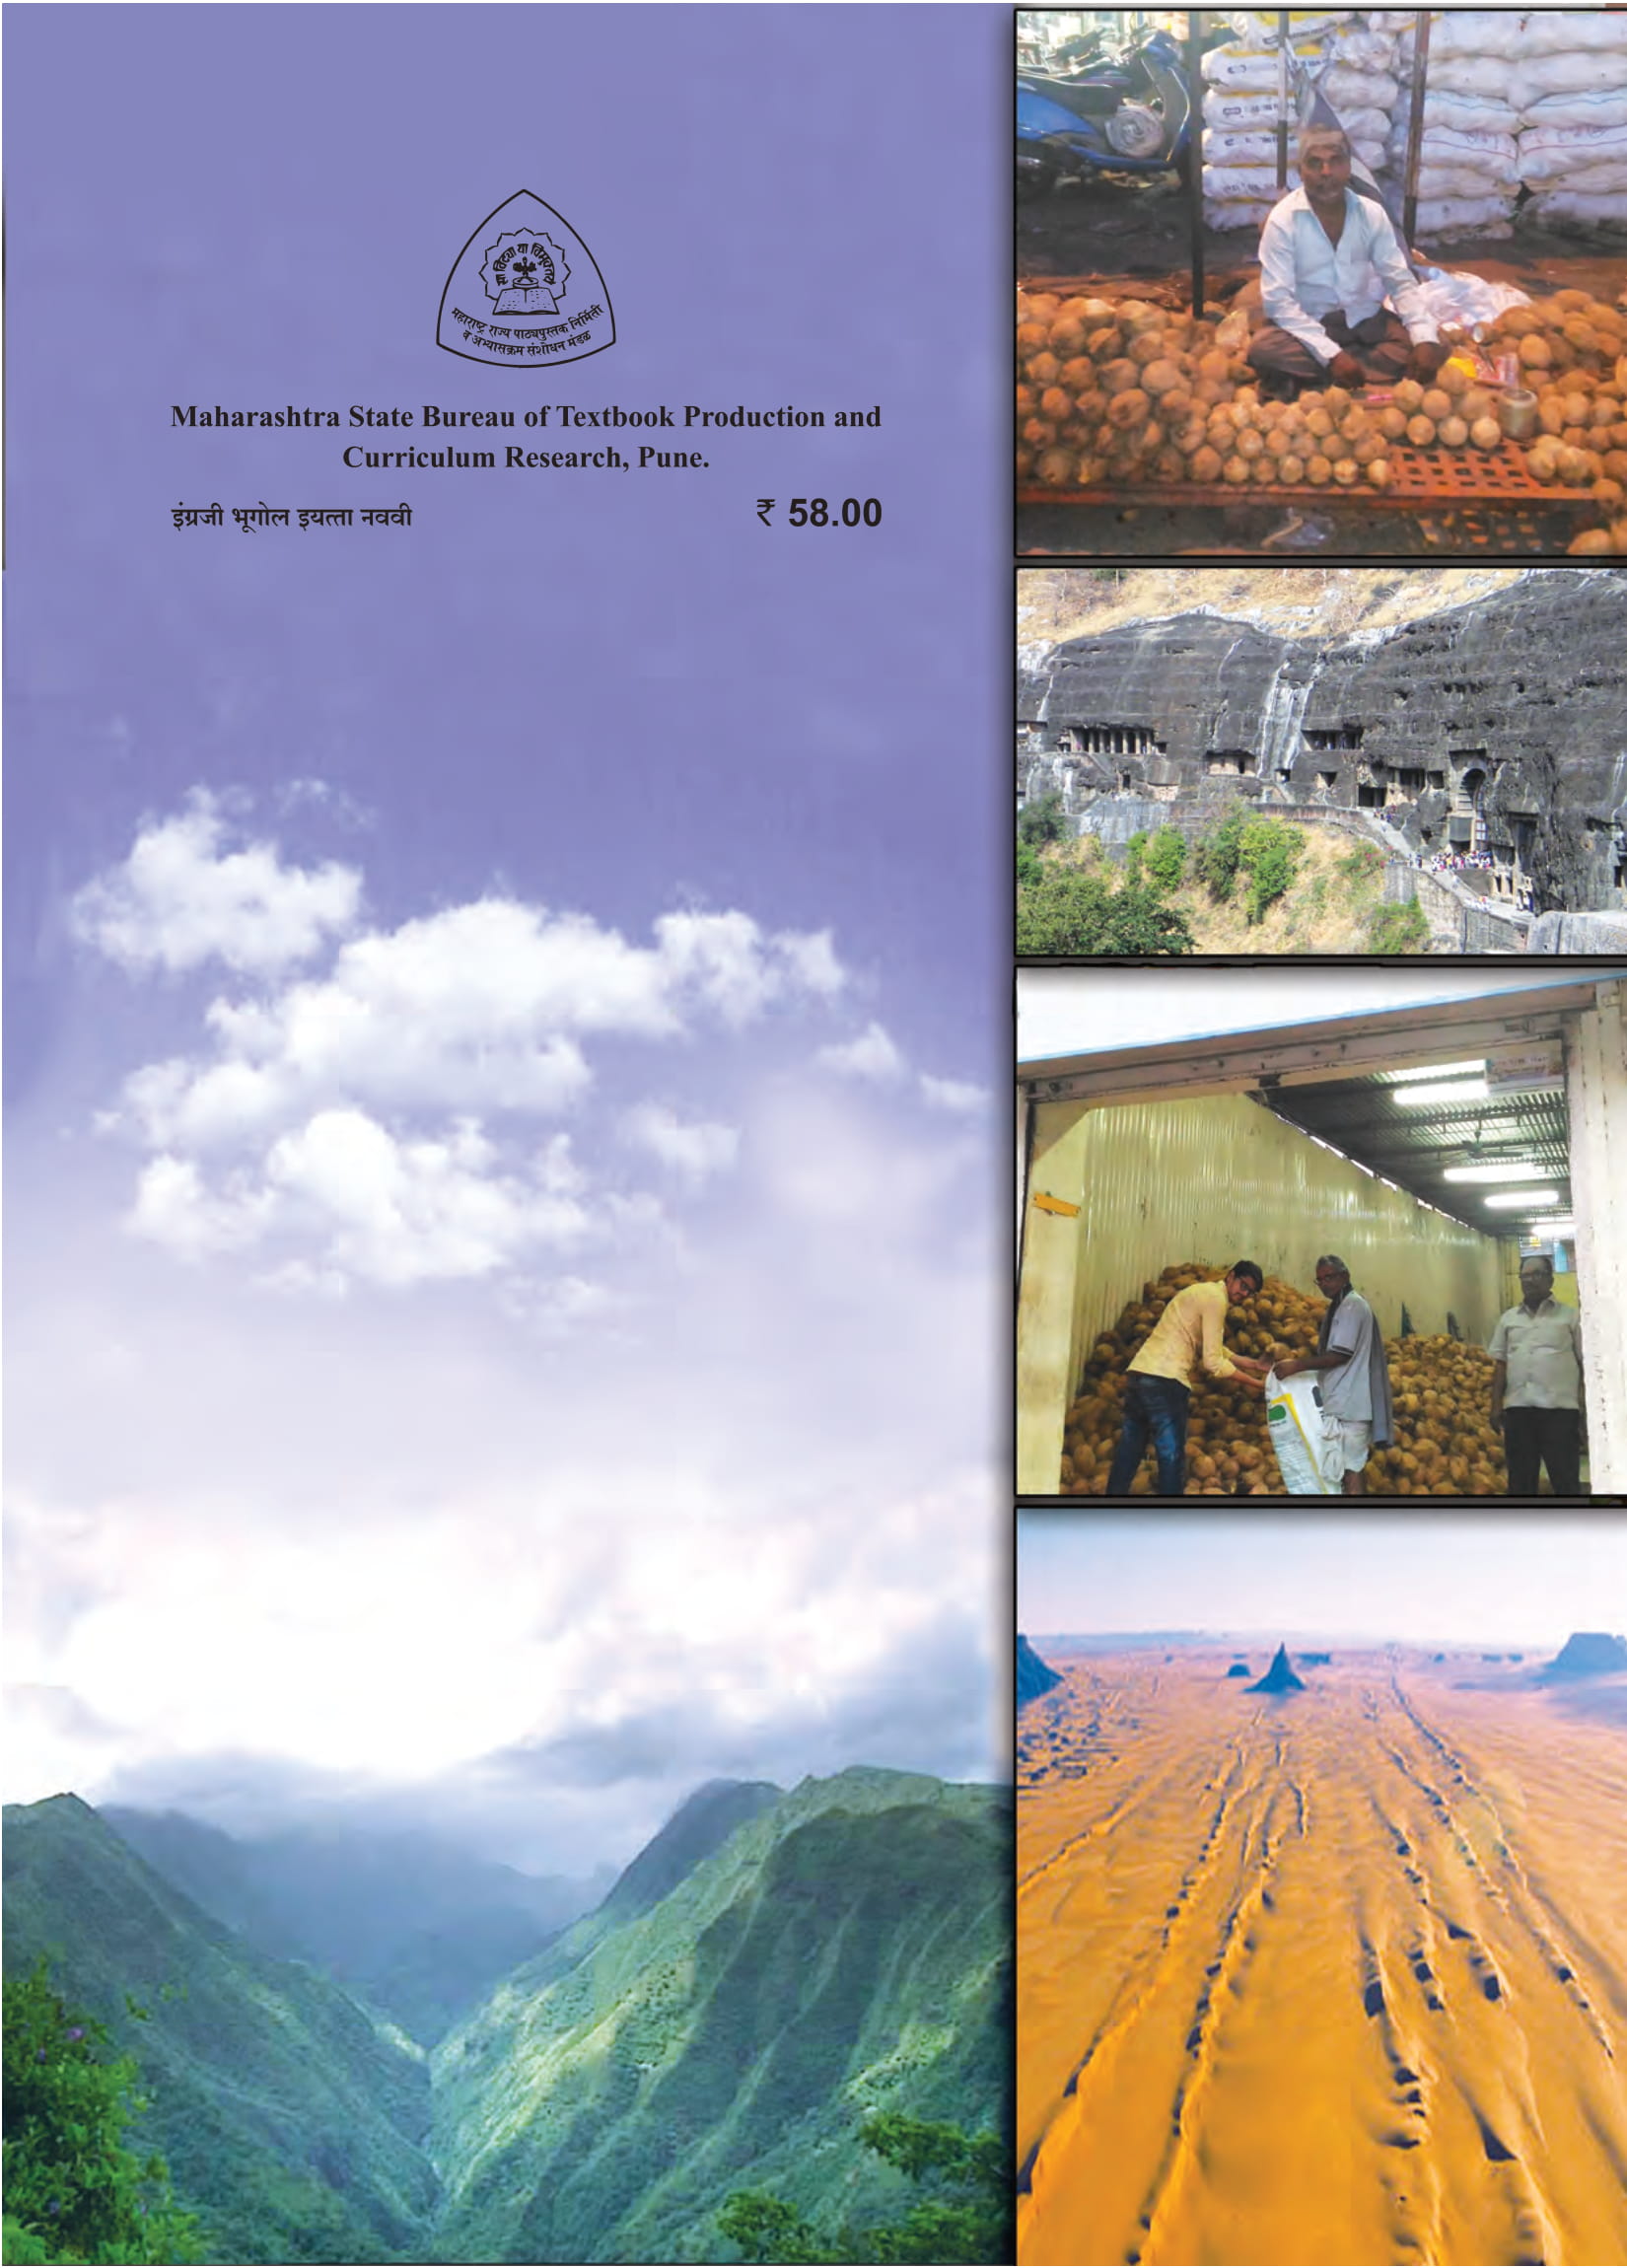 सा विद्या या विमुक्तये
महाराष्ट्र राज्य पाठ्यपुस्तक निर्मिती
व अभ्यासक्रम संशोधन मंडळ
Maharashtra State Bureau of Textbook Production and
Curriculum Research, Pune.
इंग्रजी भूगोल इयत्ता नववी
₹ 58.00